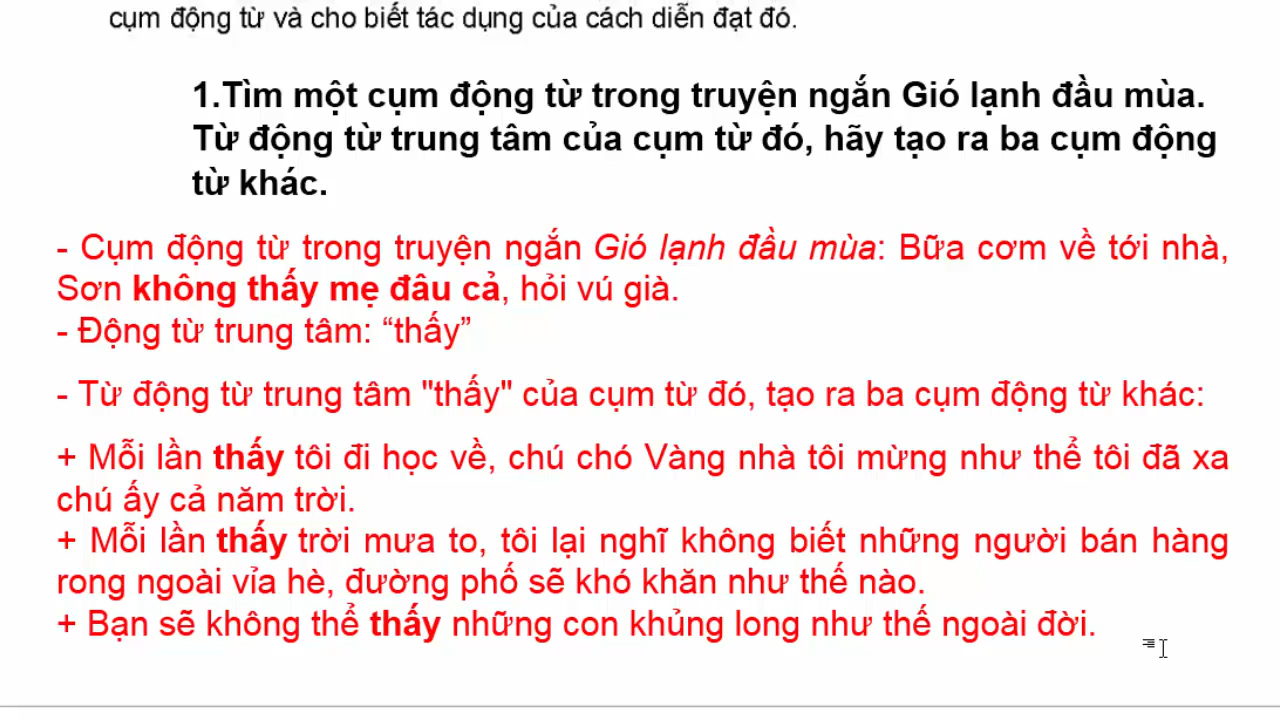 cụm động từ và cho biết tác dụng của cách diễn đạt đó.
1.Tìm một cụm động từ trong truyện ngắn Gió lạnh đầu mùa.
Từ động từ trung tâm của cụm từ đó, hãy tạo ra ba cụm động
từ khác.
- Cụm động từ trong truyện ngắn Gió lạnh đầu mùa: Bữa cơm về tới nhà,
Sơn không thấy mẹ đâu cả, hỏi vú già.
- Động từ trung tâm: “thấy”
- Từ động từ trung tâm "thấy" của cụm từ đó, tạo ra ba cụm động từ khác:
+ Mỗi lần thấy tôi đi học về, chú chó Vàng nhà tôi mừng như thể tôi đã xa
chú ấy cả năm trời.
+ Mỗi lần thấy trời mưa to, tôi lại nghĩ không biết những người bán hàng
rong ngoài vỉa hè, đường phố sẽ khó khăn như thế nào.
+ Bạn sẽ không thể thấy những con khủng long như thế ngoài đời.